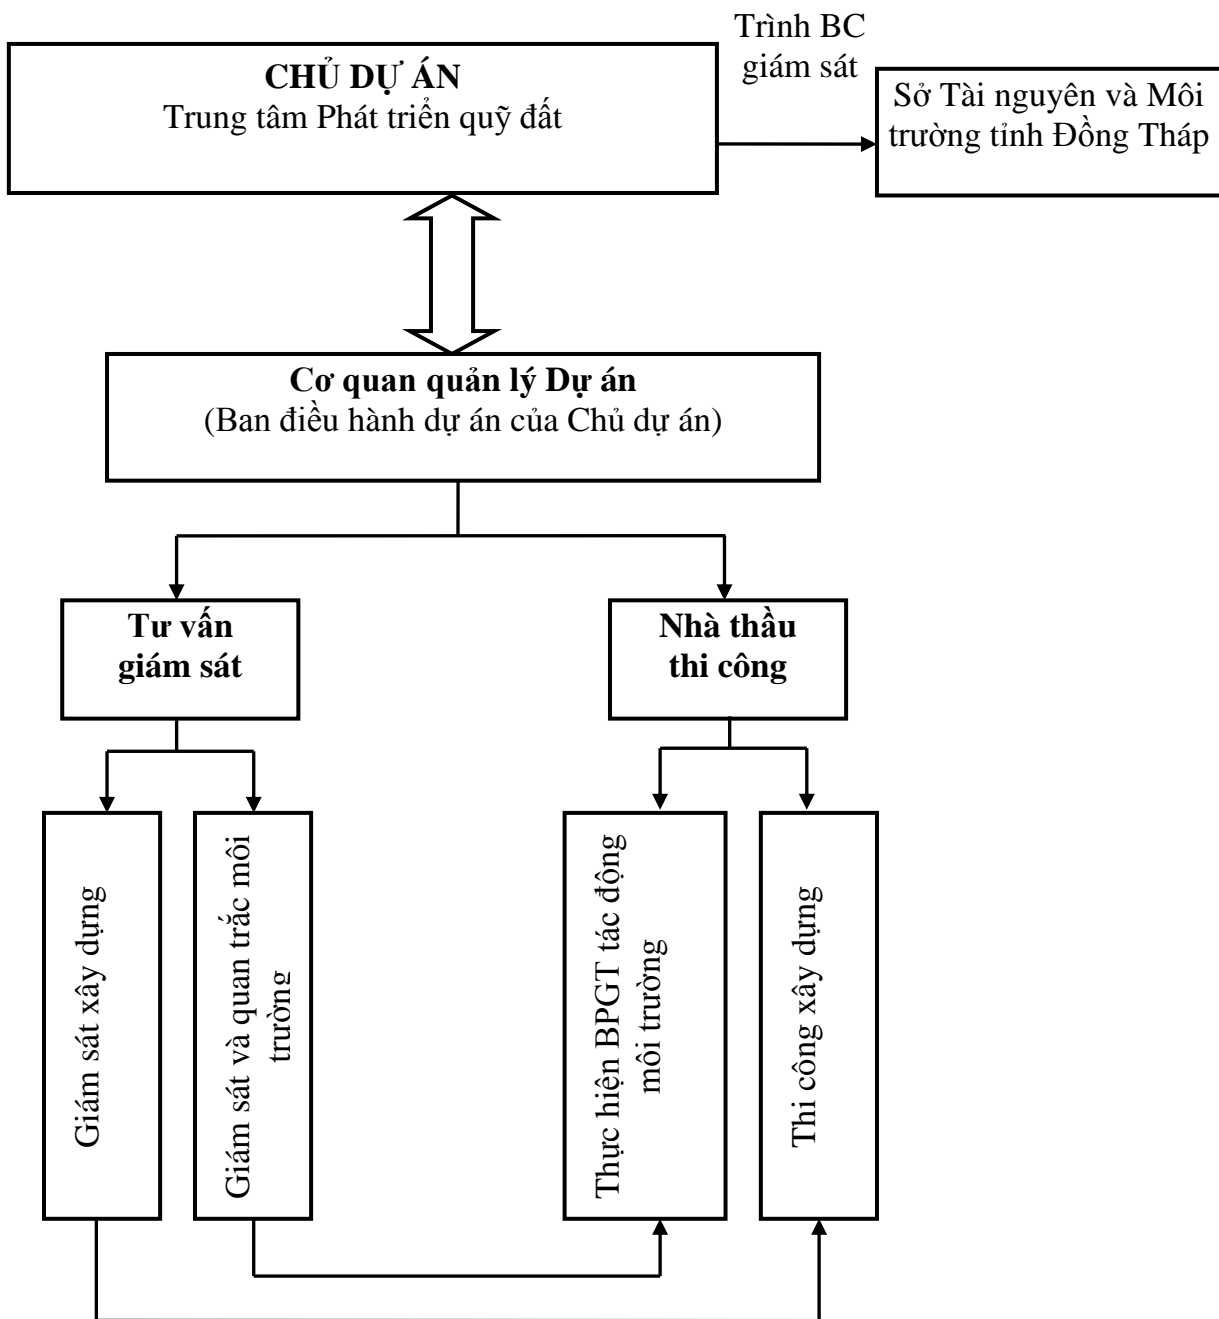 Trình BC
giám sát
CHỦ DỰ ÁN
Trung tâm Phát triển quỹ đất
Sở Tài nguyên và Môi
trường tỉnh Đồng Tháp
Cơ quan quản lý Dự án
(Ban điều hành dự án của Chủ dự án)
Tư vấn
giám sát
Nhà thầu
thi công
Giám sát xây dựng
Giám sát và quan trắc môi
trường
Thực hiện BPGT tác động
môi trường
Thi công xây dựng